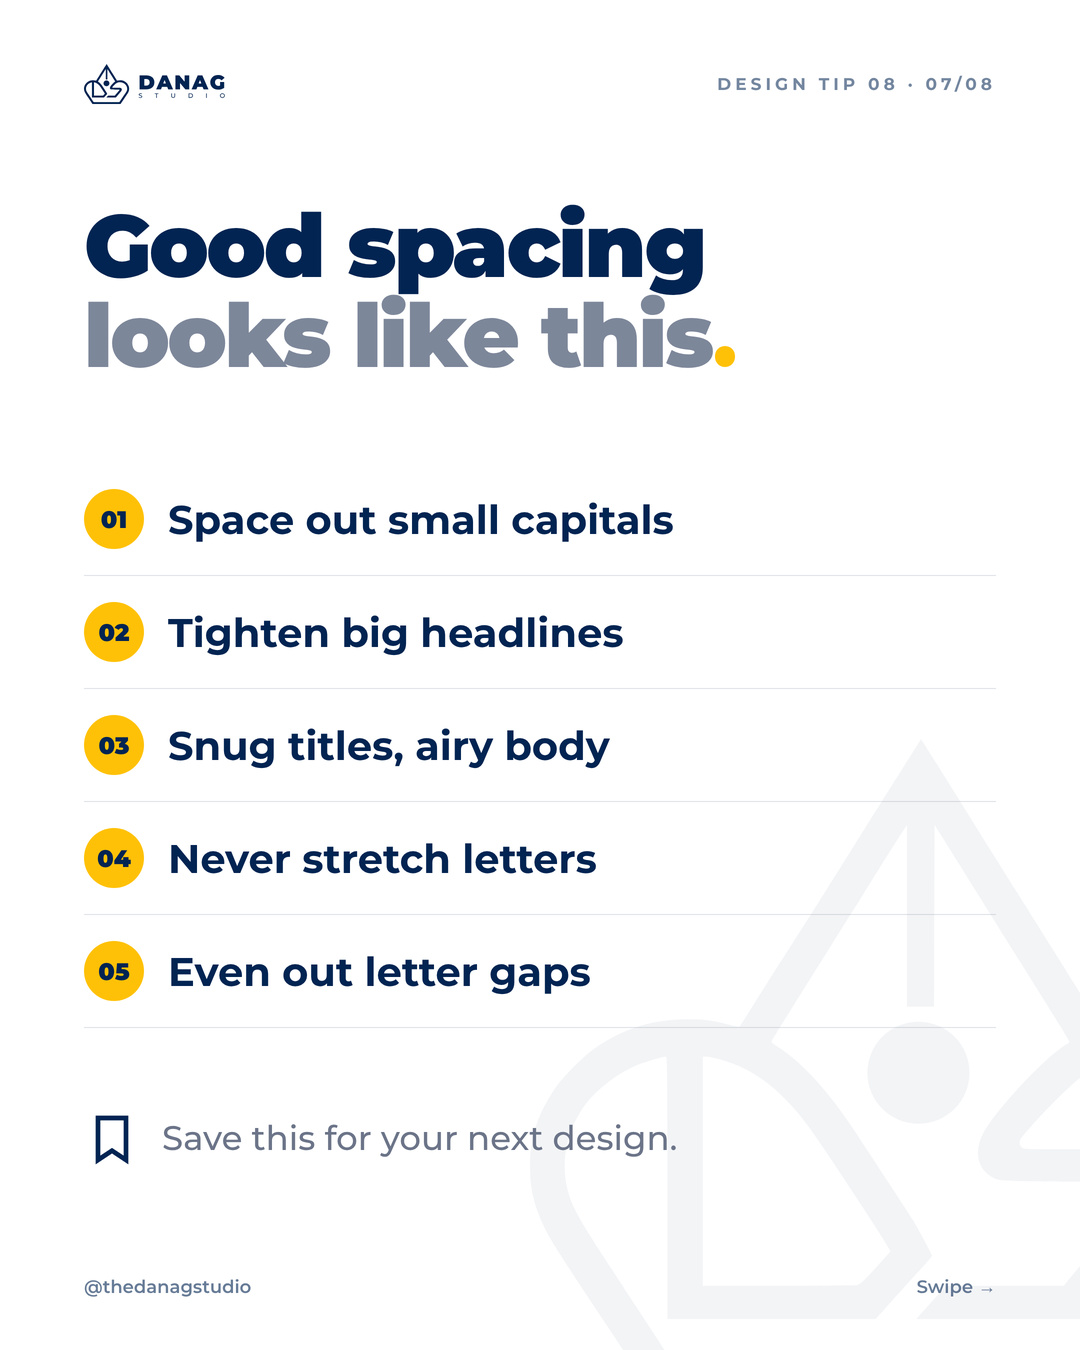 DANAG
STUDIO
DESIGN TIP 08 · 07/08
Good spacing
looks like this.
01 Space out small capitals
02 Tighten big headlines
03 Snug titles, airy body
04 Never stretch letters
05 Even out letter gaps
Save this for your next design.
@thedanagstudio
Swipe →